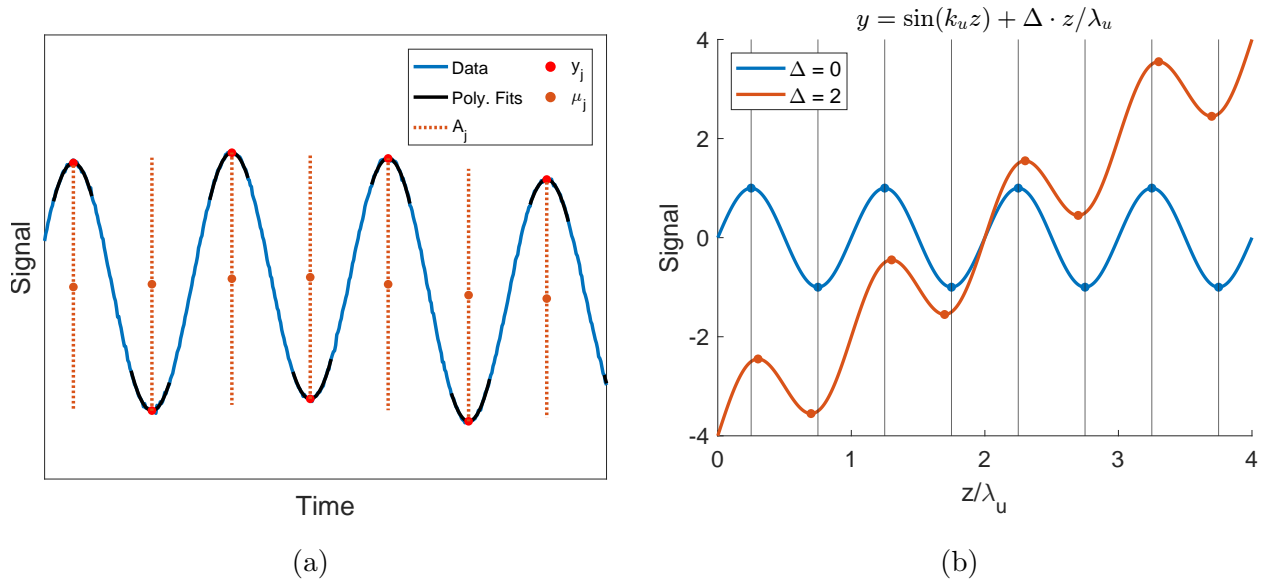 Data
y_j
Poly. Fits
μ_j
A_j
Signal
Time
(a)
y = sin(k_u z) + Δ · z/λ_u
4
2
0
-2
-4
Δ = 0
Δ = 2
Signal
0
1
2
3
4
z/λ_u
(b)